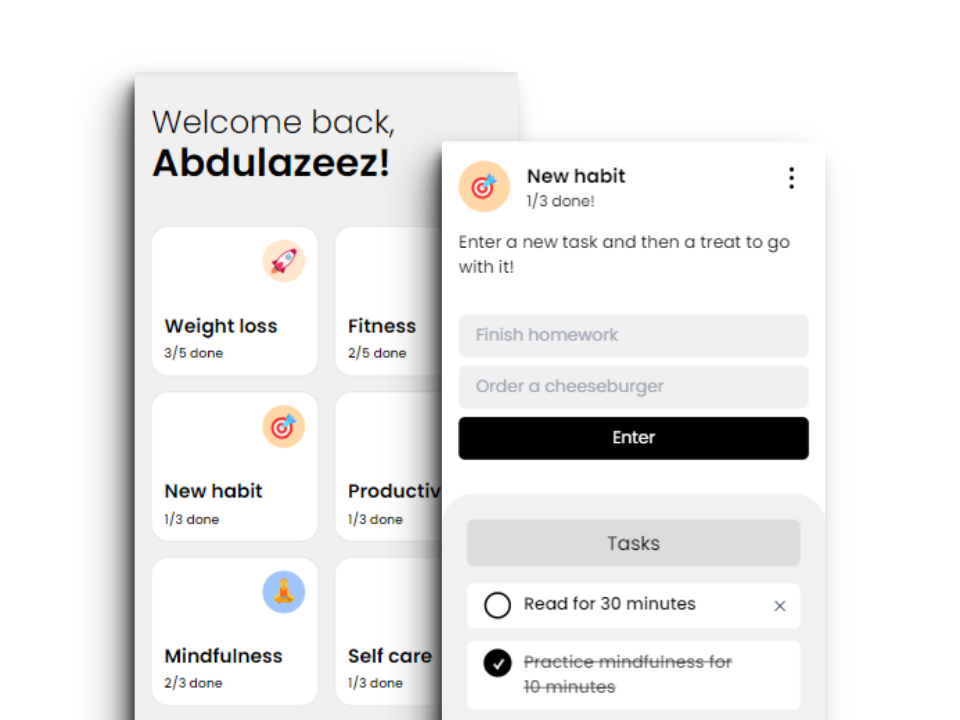 Welcome back,
Abdulazeez!
Weight loss
3/5 done
Fitness
2/5 done
New habit
1/3 done
1/3 done
Mindfulness
2/3 done
Self care
1/3 done
New habit
1/3 done!
Enter a new task and then a treat to go
with it!
Finish homework
Order a cheeseburger
Enter
Tasks
Read for 30 minutes
Practice mindfulness for
10 minutes